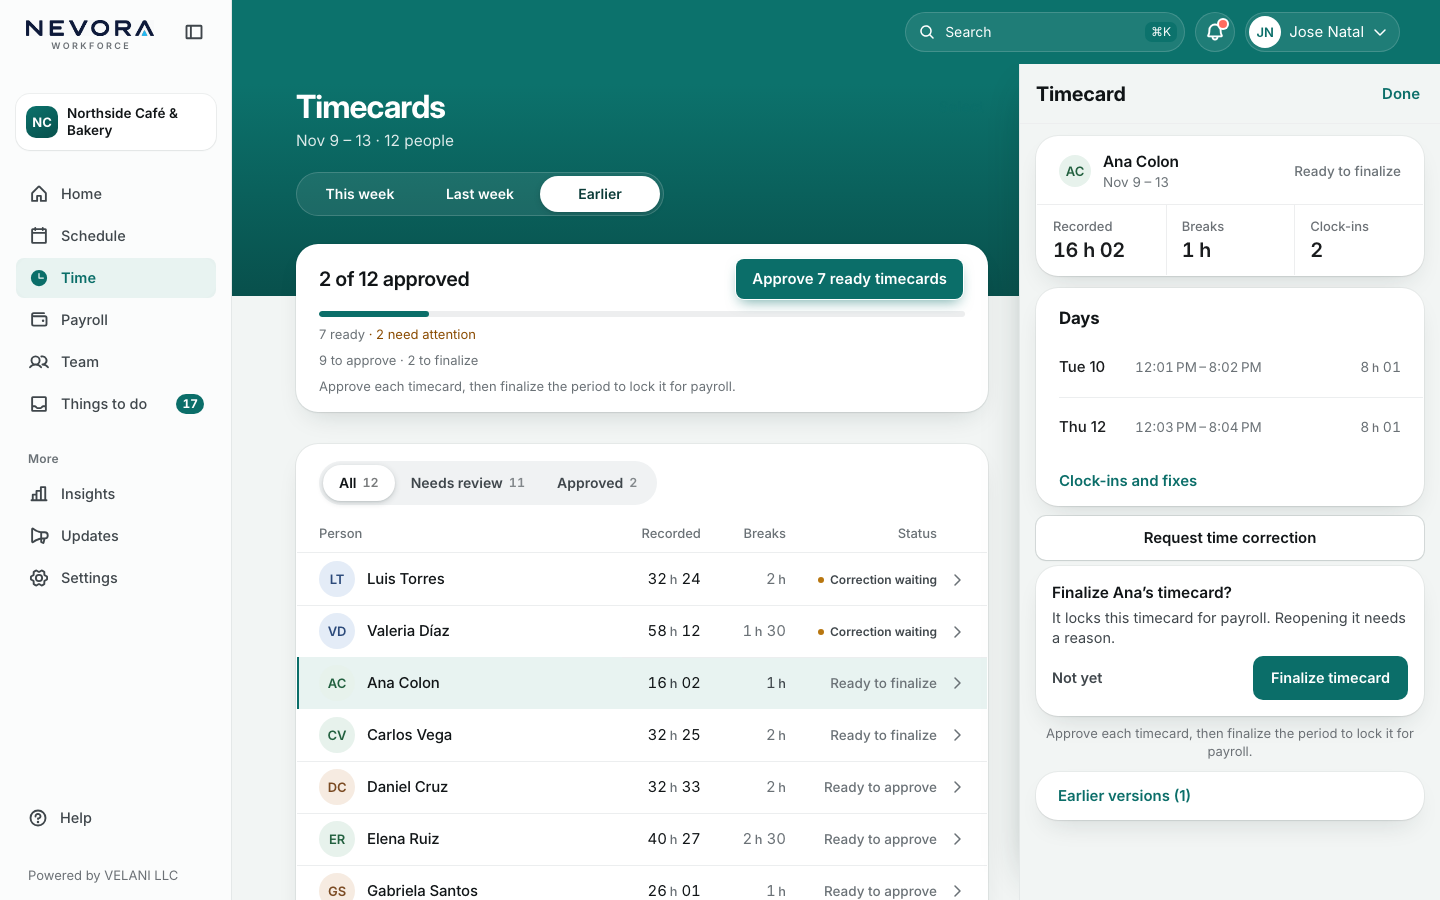 NEVORA
WORKFORCE
Northside Café &
Bakery
NC
Home
Schedule
Time
Payroll
Team
Things to do 17
More
Insights
Updates
Settings
Help
Powered by VELANI LLC
Search ⌘K
JN Jose Natal
Timecards
Nov 9 – 13 · 12 people
This week Last week Earlier
2 of 12 approved Approve 7 ready timecards
7 ready · 2 need attention
9 to approve · 2 to finalize
Approve each timecard, then finalize the period to lock it for payroll.
All 12 Needs review 11 Approved 2
Person Recorded Breaks Status
LT Luis Torres 32 h 24 2 h Correction waiting
VD Valeria Díaz 58 h 12 1 h 30 Correction waiting
AC Ana Colon 16 h 02 1 h Ready to finalize
CV Carlos Vega 32 h 25 2 h Ready to finalize
DC Daniel Cruz 32 h 33 2 h Ready to approve
ER Elena Ruiz 40 h 27 2 h 30 Ready to approve
GS Gabriela Santos 26 h 01 1 h Ready to approve
Timecard Done
AC Ana Colon Ready to finalize
Nov 9 – 13
Recorded Breaks Clock-ins
16 h 02 1 h 2
Days
Tue 10 12:01 PM – 8:02 PM 8 h 01
Thu 12 12:03 PM – 8:04 PM 8 h 01
Clock-ins and fixes
Request time correction
Finalize Ana’s timecard?
It locks this timecard for payroll. Reopening it needs
a reason.
Not yet Finalize timecard
Approve each timecard, then finalize the period to lock it for
payroll.
Earlier versions (1)